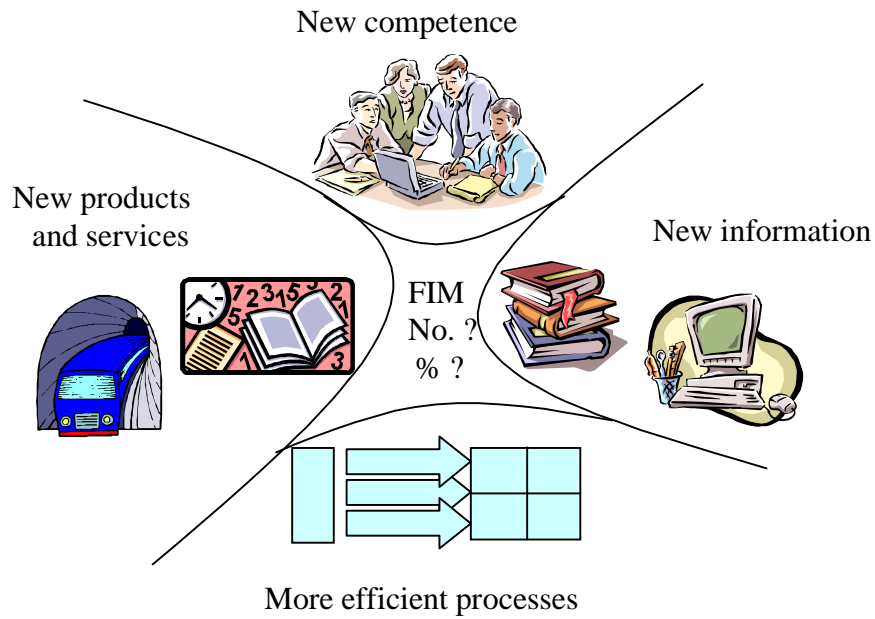 New competence
New products
and services
New information
FIM
No. ?
% ?
More efficient processes